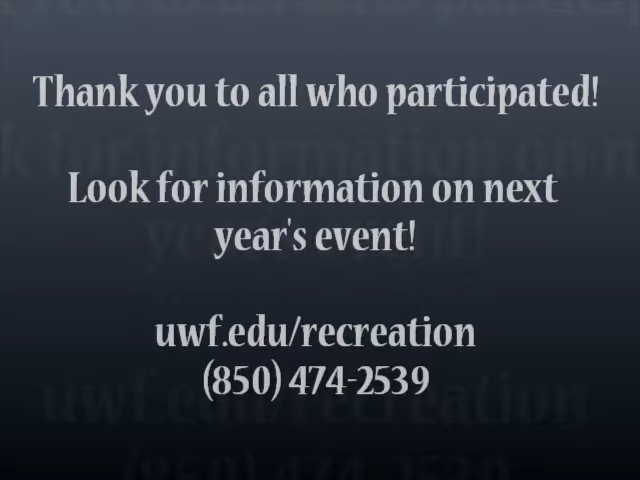 Thank you to all who participated!
Look for information on next
year's event!
uwf.edu/recreation
(850) 474-2539